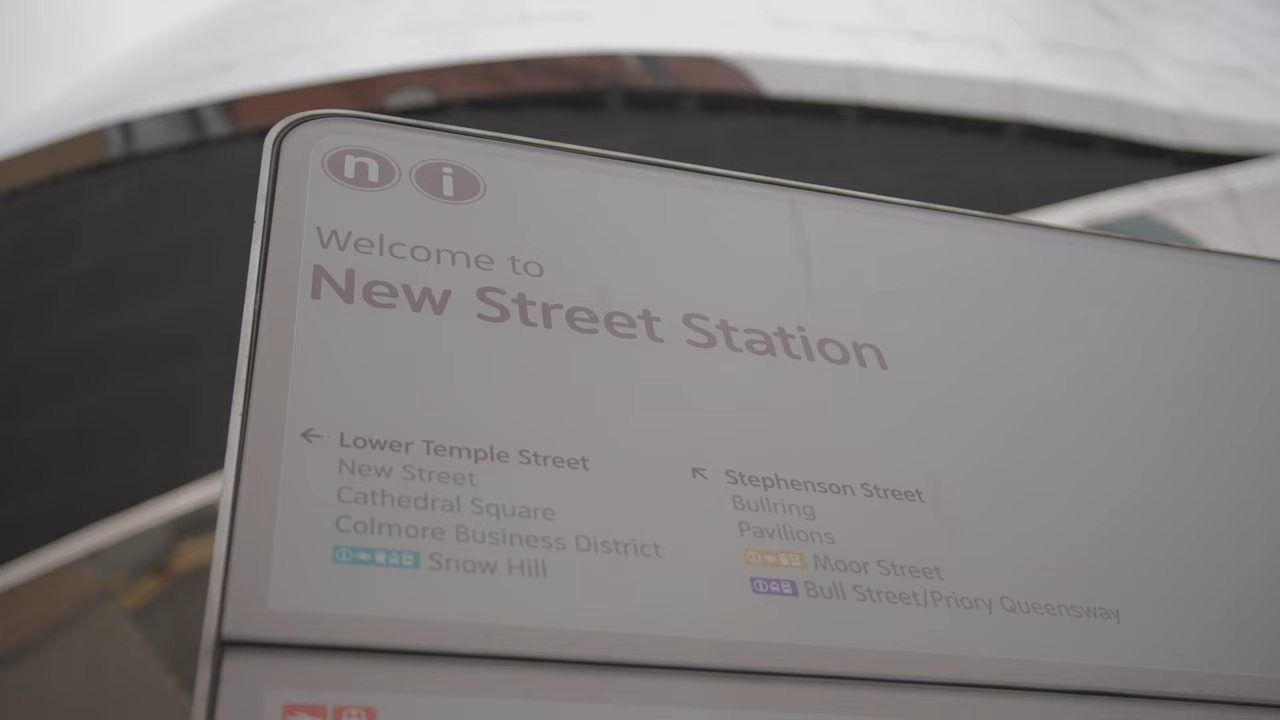 n i
Welcome to
New Street Station
← Lower Temple Street
New Street
Cathedral Square
Colmore Business District
Snow Hill
↖ Stephenson Street
Bullring
Pavilions
Moor Street
Bull Street/Priory Queensway